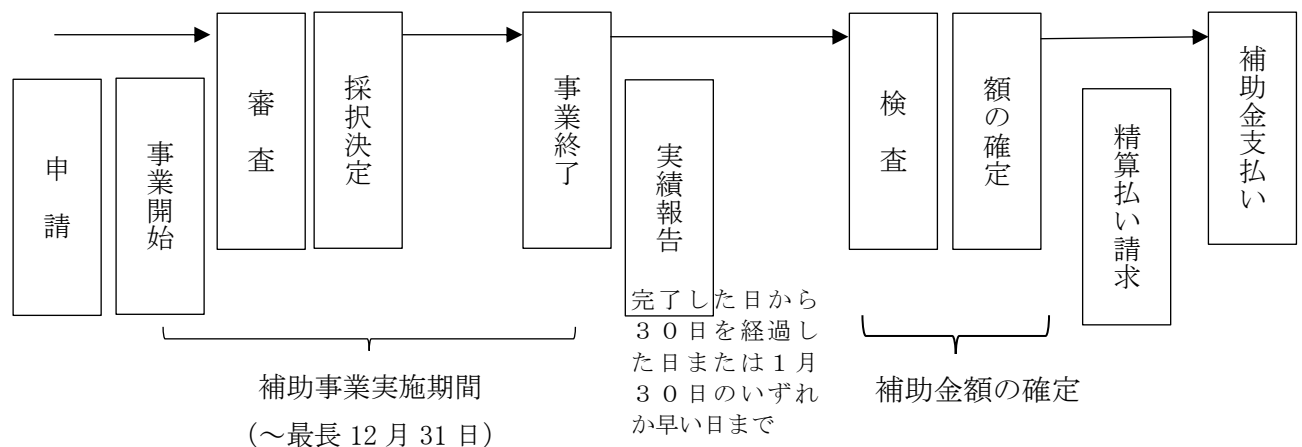 申請
事業開始
審査
採択決定
事業終了
実績報告
完了した日から
３０日を経過し
た日または１月
３０日のいずれ
か早い日まで
検査
額の確定
精算払い請求
補助金支払い
補助事業実施期間
（～最長 12 月 31 日）
補助金額の確定